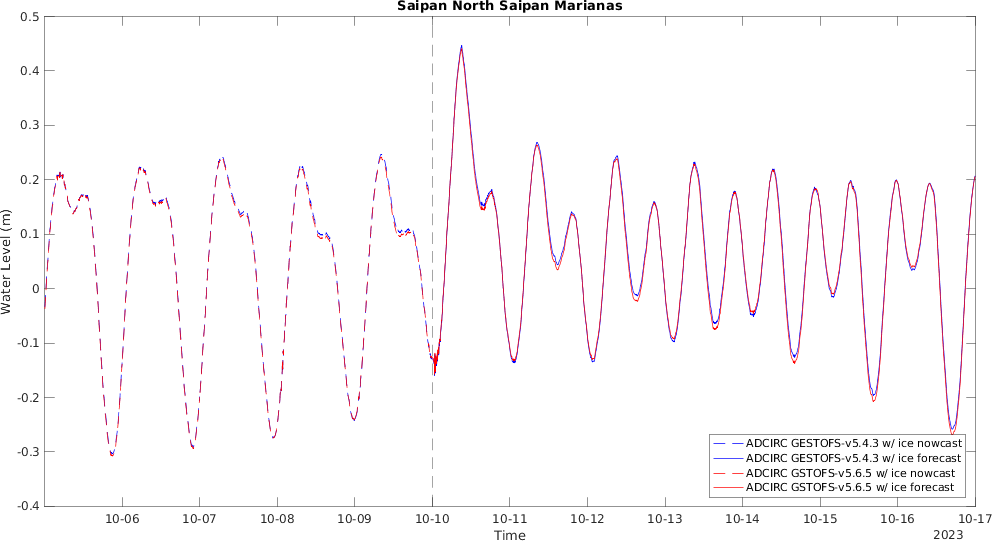 Saipan North Saipan Marianas
0.5
0.4
0.3
0.2
0.1
0
-0.1
-0.2
-0.3
-0.4
Water Level (m)
ADCIRC GESTOFS-v5.4.3 w/ ice nowcast
ADCIRC GESTOFS-v5.4.3 w/ ice forecast
ADCIRC GSTOFS-v5.6.5 w/ ice nowcast
ADCIRC GSTOFS-v5.6.5 w/ ice forecast
10-06 10-07 10-08 10-09 10-10 10-11 10-12 10-13 10-14 10-15 10-16 10-17
Time 2023